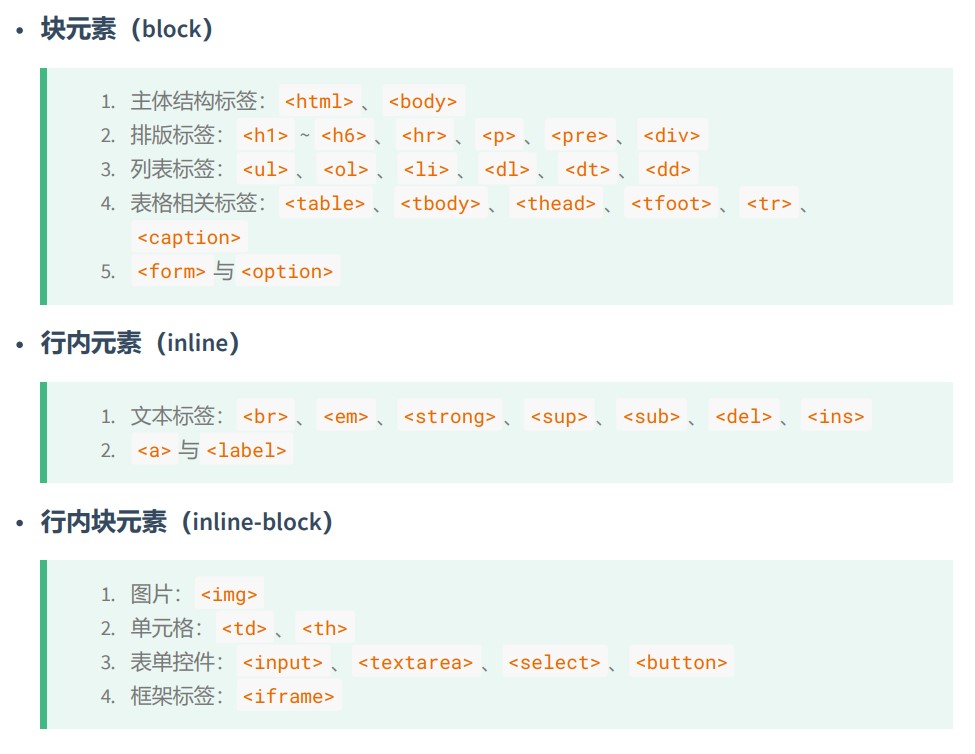 • 块元素（block）
1. 主体结构标签： <html> 、 <body>
2. 排版标签： <h1> ~ <h6> 、 <hr> 、 <p> 、 <pre> 、 <div>
3. 列表标签： <ul> 、 <ol> 、 <li> 、 <dl> 、 <dt> 、 <dd>
4. 表格相关标签： <table> 、 <tbody> 、 <thead> 、 <tfoot> 、 <tr> 、
<caption>
5. <form> 与 <option>
• 行内元素（inline）
1. 文本标签： <br> 、 <em> 、 <strong> 、 <sup> 、 <sub> 、 <del> 、 <ins>
2. <a> 与 <label>
• 行内块元素（inline-block）
1. 图片： <img>
2. 单元格： <td> 、 <th>
3. 表单控件： <input> 、 <textarea> 、 <select> 、 <button>
4. 框架标签： <iframe>